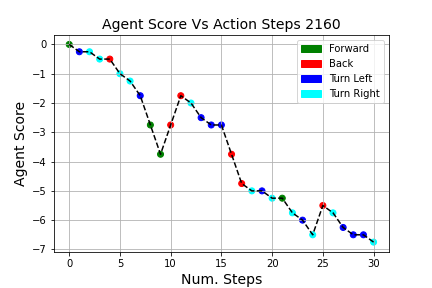 Agent Score Vs Action Steps 2160
Forward
Back
Turn Left
Turn Right
Agent Score
0
−1
−2
−3
−4
−5
−6
−7
0 5 10 15 20 25 30
Num. Steps